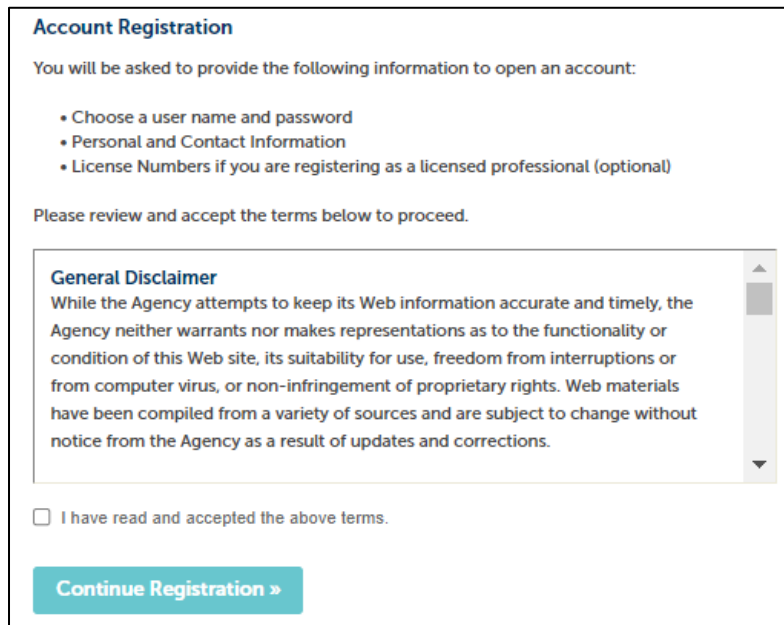 Account Registration
You will be asked to provide the following information to open an account:
• Choose a user name and password
• Personal and Contact Information
• License Numbers if you are registering as a licensed professional (optional)
Please review and accept the terms below to proceed.
General Disclaimer
While the Agency attempts to keep its Web information accurate and timely, the
Agency neither warrants nor makes representations as to the functionality or
condition of this Web site, its suitability for use, freedom from interruptions or
from computer virus, or non-infringement of proprietary rights. Web materials
have been compiled from a variety of sources and are subject to change without
notice from the Agency as a result of updates and corrections.
I have read and accepted the above terms.
Continue Registration »